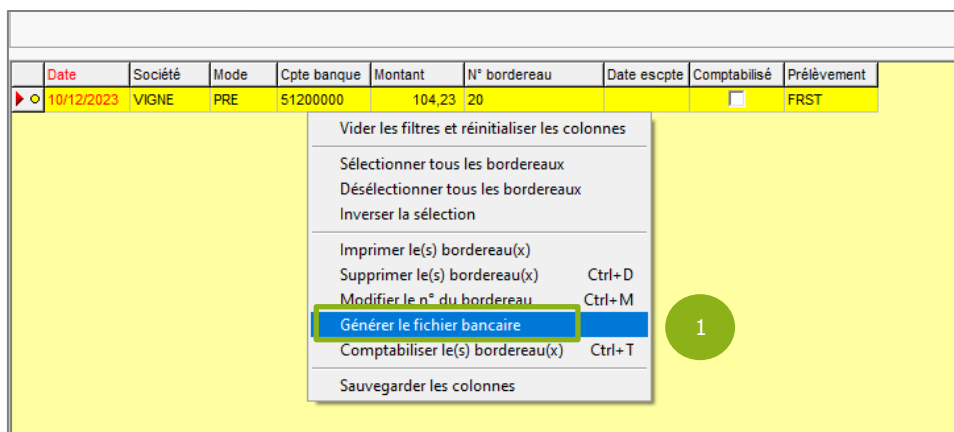 Date Société Mode Cpte banque Montant N° bordereau Date escpte Comptabilisé Prélèvement
10/12/2023 VIGNE PRE 51200000 104,23 20 FRST
Vider les filtres et réinitialiser les colonnes
Sélectionner tous les bordereaux
Désélectionner tous les bordereaux
Inverser la sélection
Imprimer le(s) bordereau(x)
Supprimer le(s) bordereau(x) Ctrl+D
Modifier le n° du bordereau Ctrl+M
Générer le fichier bancaire
1
Comptabiliser le(s) bordereau(x) Ctrl+T
Sauvegarder les colonnes